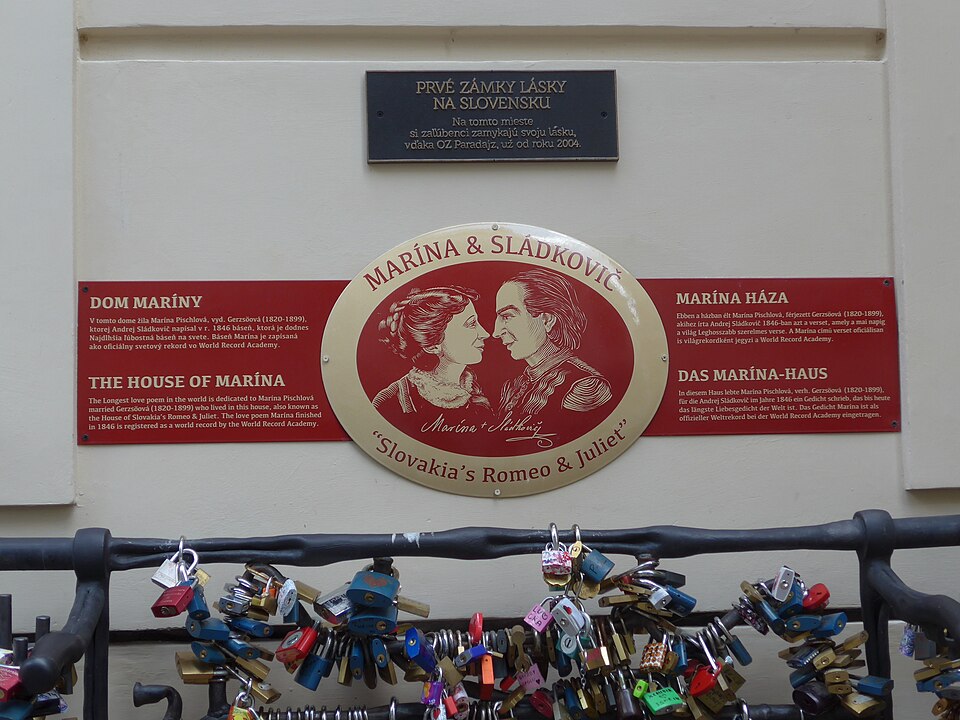 PRVÉ ZÁMKY LÁSKY
NA SLOVENSKU
Na tomto mieste
si zaľúbenci zamykajú svoju lásku,
vďaka OZ Paradajz, už od roku 2004.
MARÍNA & SLÁDKOVIČ
DOM MARÍNY
V tomto dome žila Marína Pischlová, vyd. Gerzsöová (1820-1899),
ktorej Andrej Sládkovič napísal v r. 1846 báseň, ktorá je dodnes
Najdlhšia ľúbostná báseň na svete. Báseň Marína je zapísaná
ako oficiálny svetový rekord vo World Record Academy.
THE HOUSE OF MARÍNA
The Longest love poem in the world is dedicated to Marína Pischlová
married Gerzsöová (1820-1899) who lived in this house, also known as
the House of Slovakia's Romeo & Juliet. The love poem Marína finished
in 1846 is registered as a world record by the World Record Academy.
Marína + Sládkovič
"Slovakia's Romeo & Juliet"
MARÍNA HÁZA
Ebben a házban élt Marína Pischlová, férjezett Gerzsöová (1820-1899),
akihez írta Andrej Sládkovič 1846-ban azt a verset, amely a mai napig
a világ Leghosszabb szerelmes verse. A Marína című verset oficiálisan
is világrekordként jegyzi a World Record Academy.
DAS MARÍNA-HAUS
In diesem Haus lebte Marína Pischlová, verh. Gerzsöová (1820-1899),
für die Andrej Sládkovič im Jahre 1846 ein Gedicht schrieb, das bis heute
das längste Liebesgedicht der Welt ist. Das Gedicht Marína ist als
offizieller Weltrekord bei der World Record Academy eingetragen.